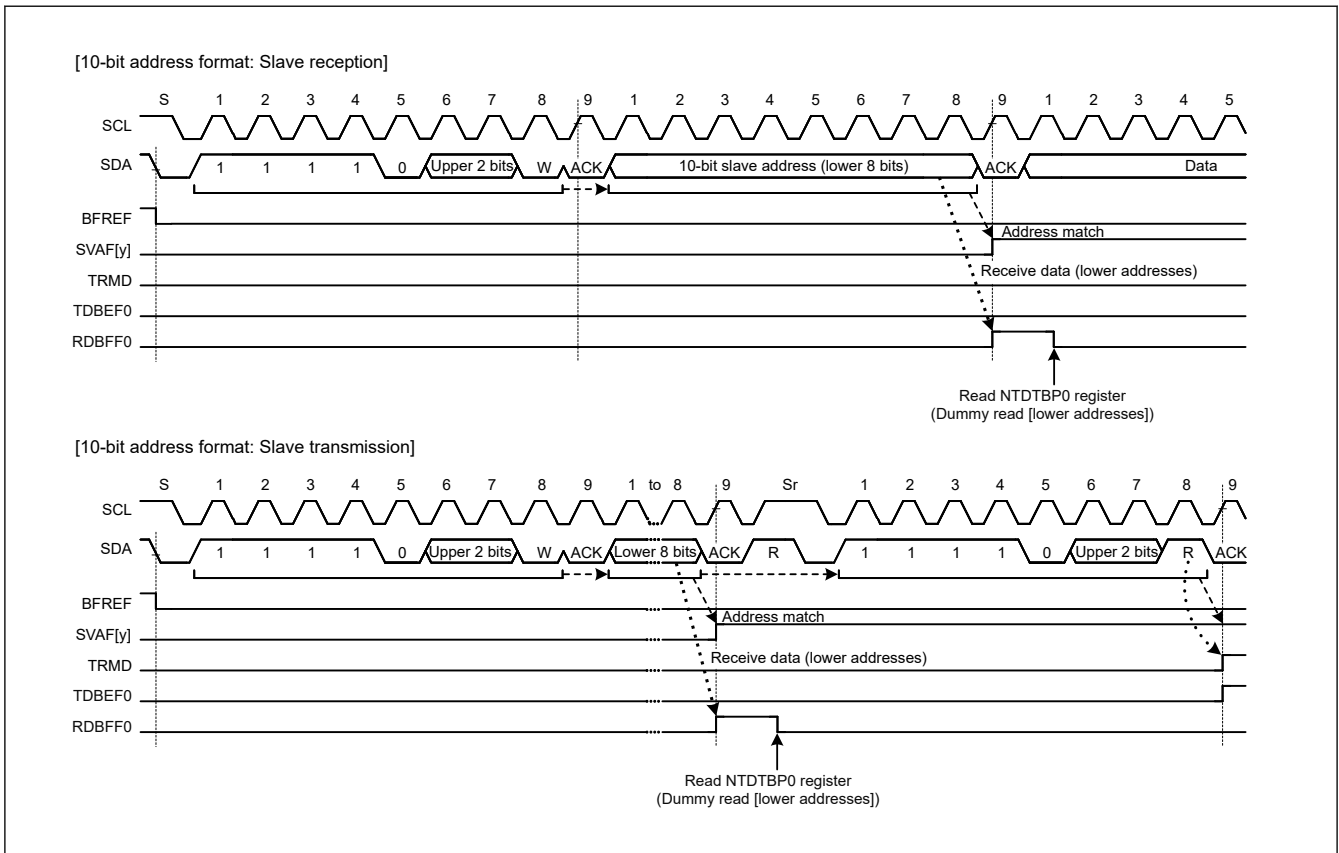 [10-bit address format: Slave reception]
S 1 2 3 4 5 6 7 8 9 1 2 3 4 5 6 7 8 9 1 2 3 4 5
SCL
SDA 1 1 1 1 0 Upper 2 bits W ACK 10-bit slave address (lower 8 bits) ACK Data
BFREF
Address match
SVAF[y]
Receive data (lower addresses)
TRMD
TDBEF0
RDBFF0
Read NTDTBP0 register
(Dummy read [lower addresses])
[10-bit address format: Slave transmission]
S 1 2 3 4 5 6 7 8 9 1 to 8 9 Sr 1 2 3 4 5 6 7 8 9
SCL
SDA 1 1 1 1 0 Upper 2 bits W ACK Lower 8 bits ACK R 1 1 1 1 0 Upper 2 bits R ACK
BFREF
Address match
SVAF[y]
Receive data (lower addresses)
TRMD
TDBEF0
RDBFF0
Read NTDTBP0 register
(Dummy read [lower addresses])